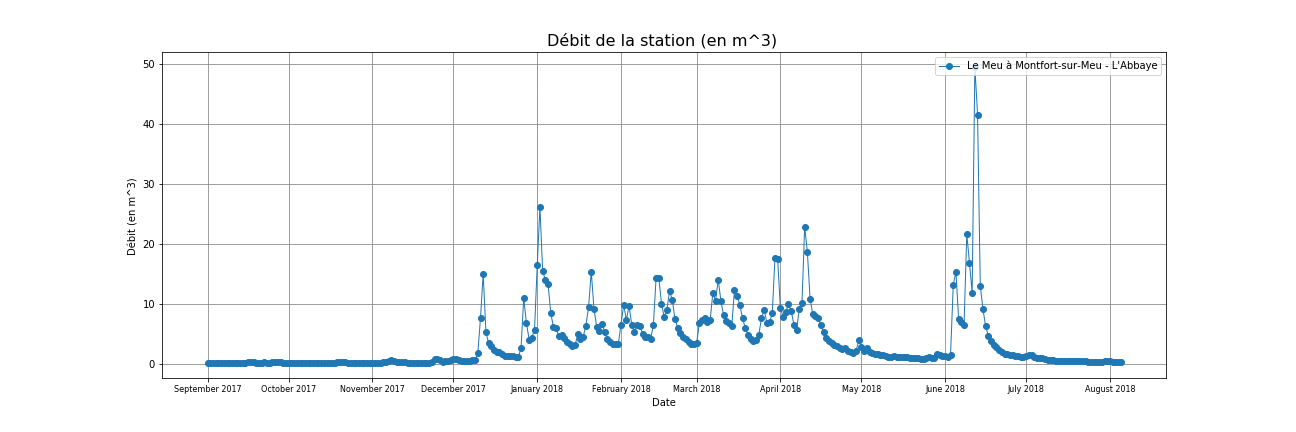 Débit de la station (en m^3)
Le Meu à Montfort-sur-Meu - L'Abbaye
Débit (en m^3)
50
40
30
20
10
0
September 2017 October 2017 November 2017 December 2017 January 2018 February 2018 March 2018 April 2018 May 2018 June 2018 July 2018 August 2018
Date